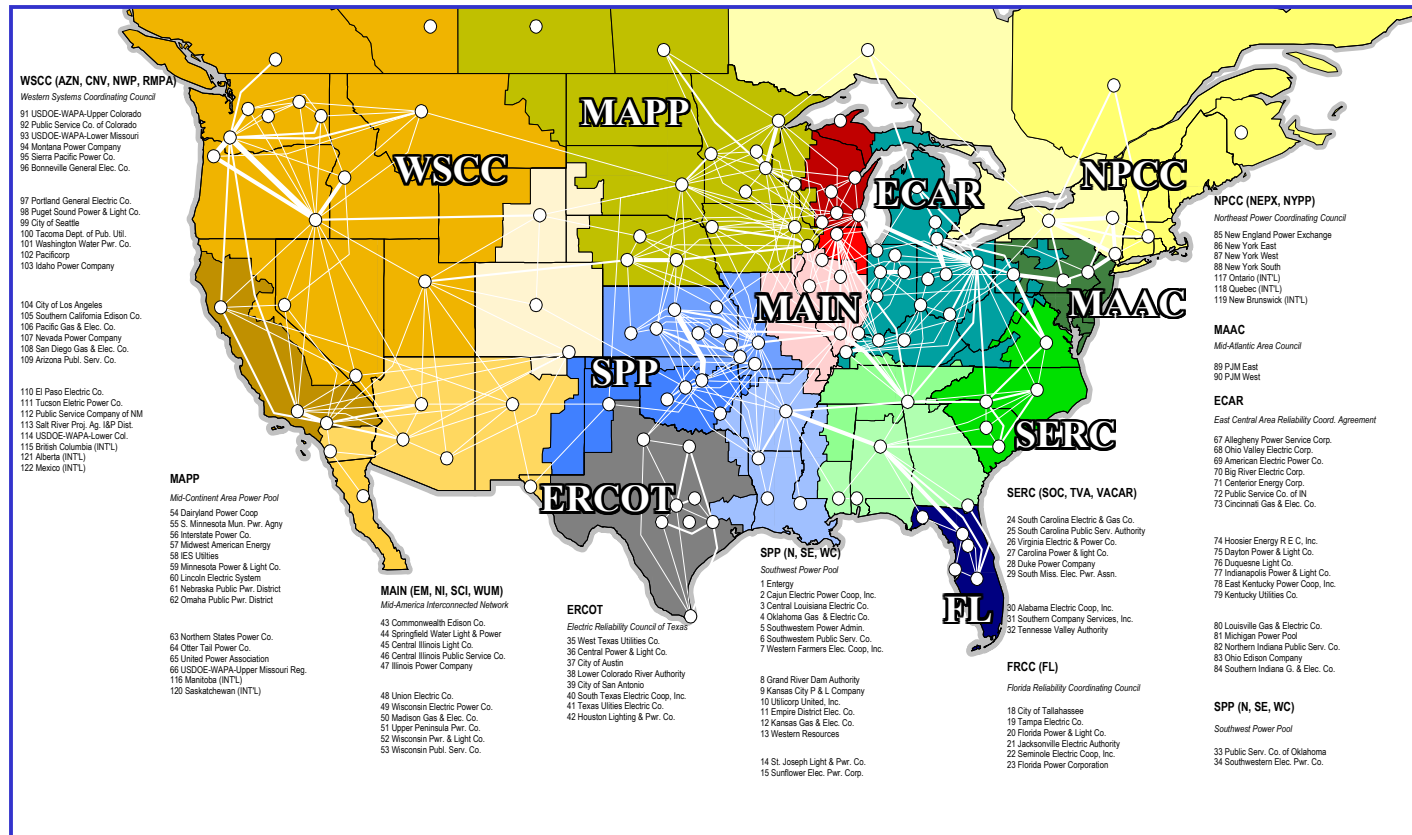 MAPP
WSCC
ECAR
NPCC
MAIN
MAAC
SPP
SERC
ERCOT
FL
WSCC (AZN, CNV, NWP, RMPA)
Western Systems Coordinating Council
91 USDOE-WAPA-Upper Colorado
92 Public Service Co. of Colorado
93 USDOE-WAPA-Lower Missouri
94 Montana Power Company
95 Sierra Pacific Power Co.
96 Bonneville General Elec. Co.
97 Portland General Electric Co.
98 Puget Sound Power & Light Co.
99 City of Seattle
100 Tacoma Dept. of Pub. Util.
101 Washington Water Pwr. Co.
102 Pacificorp
103 Idaho Power Company
104 City of Los Angeles
105 Southern California Edison Co.
106 Pacific Gas & Elec. Co.
107 Nevada Power Company
108 San Diego Gas & Elec. Co.
109 Arizona Publ. Serv. Co.
110 El Paso Electric Co.
111 Tucson Eletric Power Co.
112 Public Service Company of NM
113 Salt River Proj. Ag. I&P Dist.
114 USDOE-WAPA-Lower Col.
115 British Columbia (INT'L)
121 Alberta (INT'L)
122 Mexico (INT'L)
MAPP
Mid-Continent Area Power Pool
54 Dairyland Power Coop
55 S. Minnesota Mun. Pwr. Agny
56 Interstate Power Co.
57 Midwest American Energy
58 IES Utilties
59 Minnesota Power & Light Co.
60 Lincoln Electric System
61 Nebraska Public Pwr. District
62 Omaha Public Pwr. District
63 Northern States Power Co.
64 Otter Tail Power Co.
65 United Power Association
66 USDOE-WAPA-Upper Missouri Reg.
116 Manitoba (INT'L)
120 Saskatchewan (INT'L)
MAIN (EM, NI, SCI, WUM)
Mid-America Interconnected Network
43 Commonwealth Edison Co.
44 Springfield Water Light & Power
45 Central Illinois Light Co.
46 Central Illinois Public Service Co.
47 Illinois Power Company
48 Union Electric Co.
49 Wisconsin Electric Power Co.
50 Madison Gas & Elec. Co.
51 Upper Peninsula Pwr. Co.
52 Wisconsin Pwr. & Light Co.
53 Wisconsin Publ. Serv. Co.
ERCOT
Electric Reliability Council of Texas
35 West Texas Utilities Co.
36 Central Power & Light Co.
37 City of Austin
38 Lower Colorado River Authority
39 City of San Antonio
40 South Texas Electric Coop, Inc.
41 Texas Ulities Electric Co.
42 Houston Lighting & Pwr. Co.
SPP (N, SE, WC)
Southwest Power Pool
1 Entergy
2 Cajun Electric Power Coop, Inc.
3 Central Louisiana Electric Co.
4 Oklahoma Gas & Electric Co.
5 Southwestern Power Admin.
6 Southwestern Public Serv. Co.
7 Western Farmers Elec. Coop, Inc.
8 Grand River Dam Authority
9 Kansas City P & L Company
10 Utilicorp United, Inc.
11 Empire District Elec. Co.
12 Kansas Gas & Elec. Co.
13 Western Resources
14 St. Joseph Light & Pwr. Co.
15 Sunflower Elec. Pwr. Corp.
SERC (SOC, TVA, VACAR)
24 South Carolina Electric & Gas Co.
25 South Carolina Public Serv. Authority
26 Virginia Electric & Power Co.
27 Carolina Power & light Co.
28 Duke Power Company
29 South Miss. Elec. Pwr. Assn.
30 Alabama Electric Coop, Inc.
31 Southern Company Services, Inc.
32 Tennesse Valley Authority
FRCC (FL)
Florida Reliability Coordinating Council
18 City of Tallahassee
19 Tampa Electric Co.
20 Florida Power & Light Co.
21 Jacksonville Electric Authority
22 Seminole Electric Coop, Inc.
23 Florida Power Corporation
NPCC (NEPX, NYPP)
Northeast Power Coordinating Council
85 New England Power Exchange
86 New York East
87 New York West
88 New York South
117 Ontario (INT'L)
118 Quebec (INT'L)
119 New Brunswick (INT'L)
MAAC
Mid-Atlantic Area Council
89 PJM East
90 PJM West
ECAR
East Central Area Reliability Coord. Agreement
67 Allegheny Power Service Corp.
68 Ohio Valley Electric Corp.
69 American Electric Power Co.
70 Big River Electric Corp.
71 Centerior Energy Corp.
72 Public Service Co. of IN
73 Cincinnati Gas & Elec. Co.
74 Hoosier Energy R E C, Inc.
75 Dayton Power & Light Co.
76 Duquesne Light Co.
77 Indianapolis Power & Light Co.
78 East Kentucky Power Coop, Inc.
79 Kentucky Utilities Co.
80 Louisville Gas & Electric Co.
81 Michigan Power Pool
82 Northern Indiana Public Serv. Co.
83 Ohio Edison Company
84 Southern Indiana G. & Elec. Co.
SPP (N, SE, WC)
Southwest Power Pool
33 Public Serv. Co. of Oklahoma
34 Southwestern Elec. Pwr. Co.